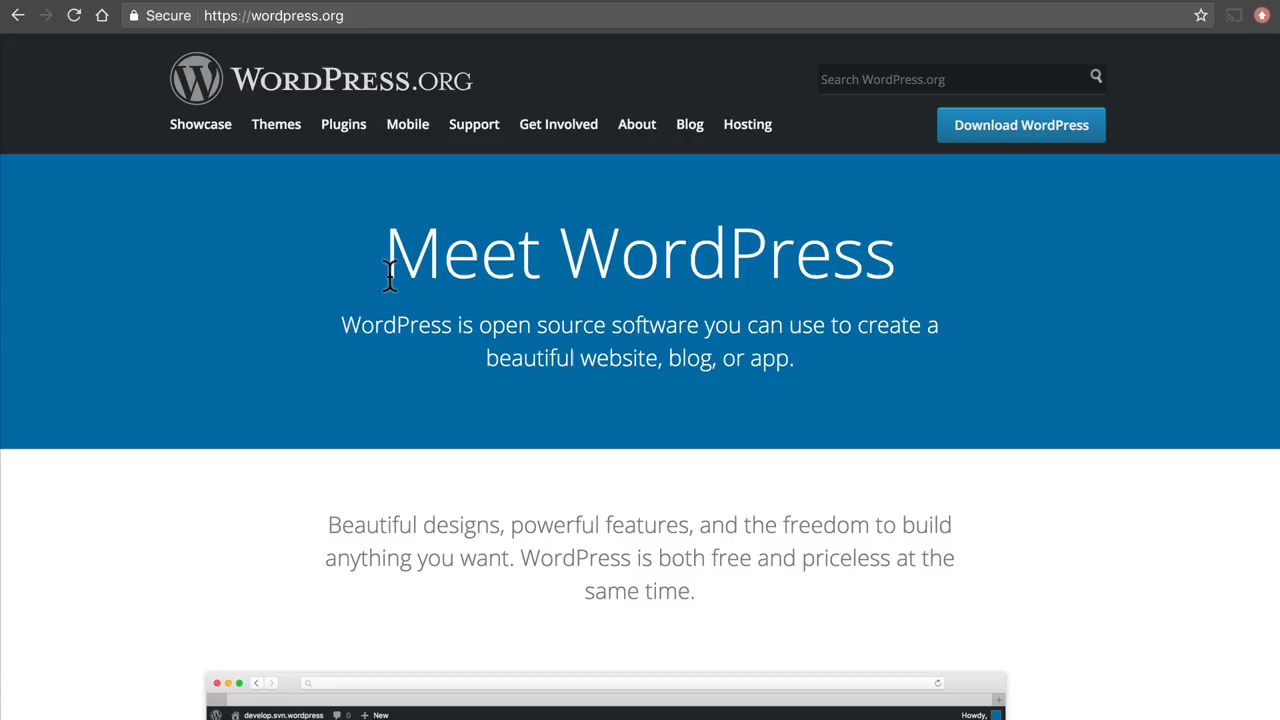 Secure https://wordpress.org
WORDPRESS.ORG
Search WordPress.org
Showcase Themes Plugins Mobile Support Get Involved About Blog Hosting
Download WordPress
Meet WordPress
WordPress is open source software you can use to create a
beautiful website, blog, or app.
Beautiful designs, powerful features, and the freedom to build
anything you want. WordPress is both free and priceless at the
same time.
develop.svn.wordpress 0 + New Howdy,